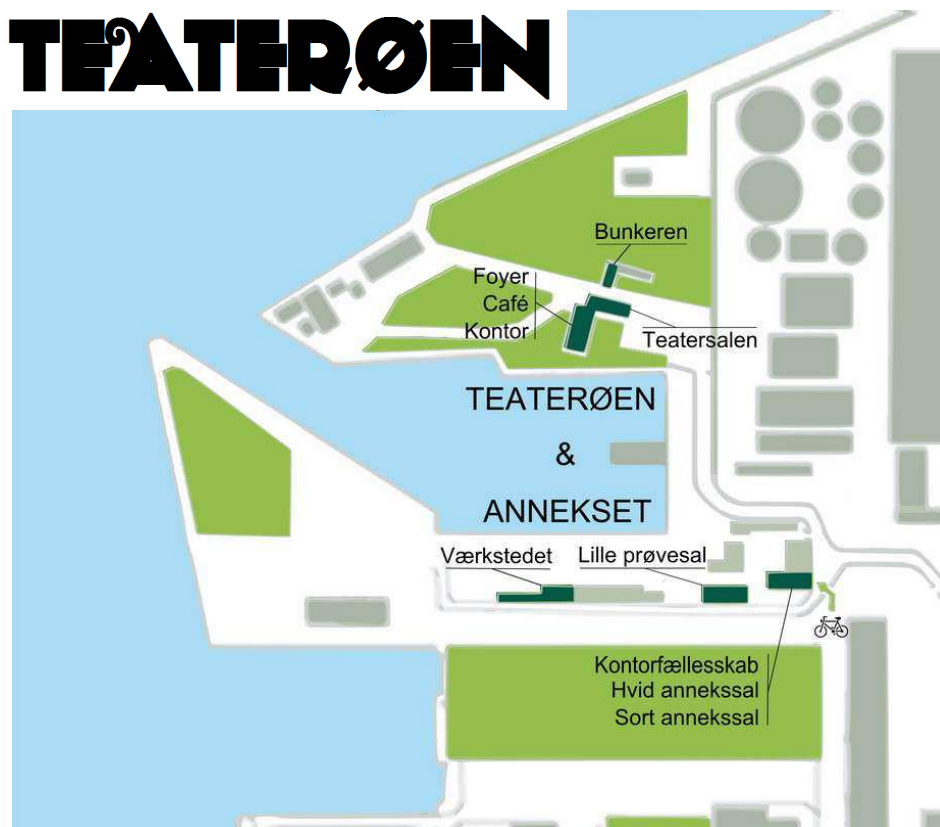 TEATERØEN
Bunkeren
Foyer
Café
Kontor
Teatersalen
TEATERØEN
&
ANNEKSET
Værkstedet
Lille prøvesal
Kontorfællesskab
Hvid annekssal
Sort annekssal